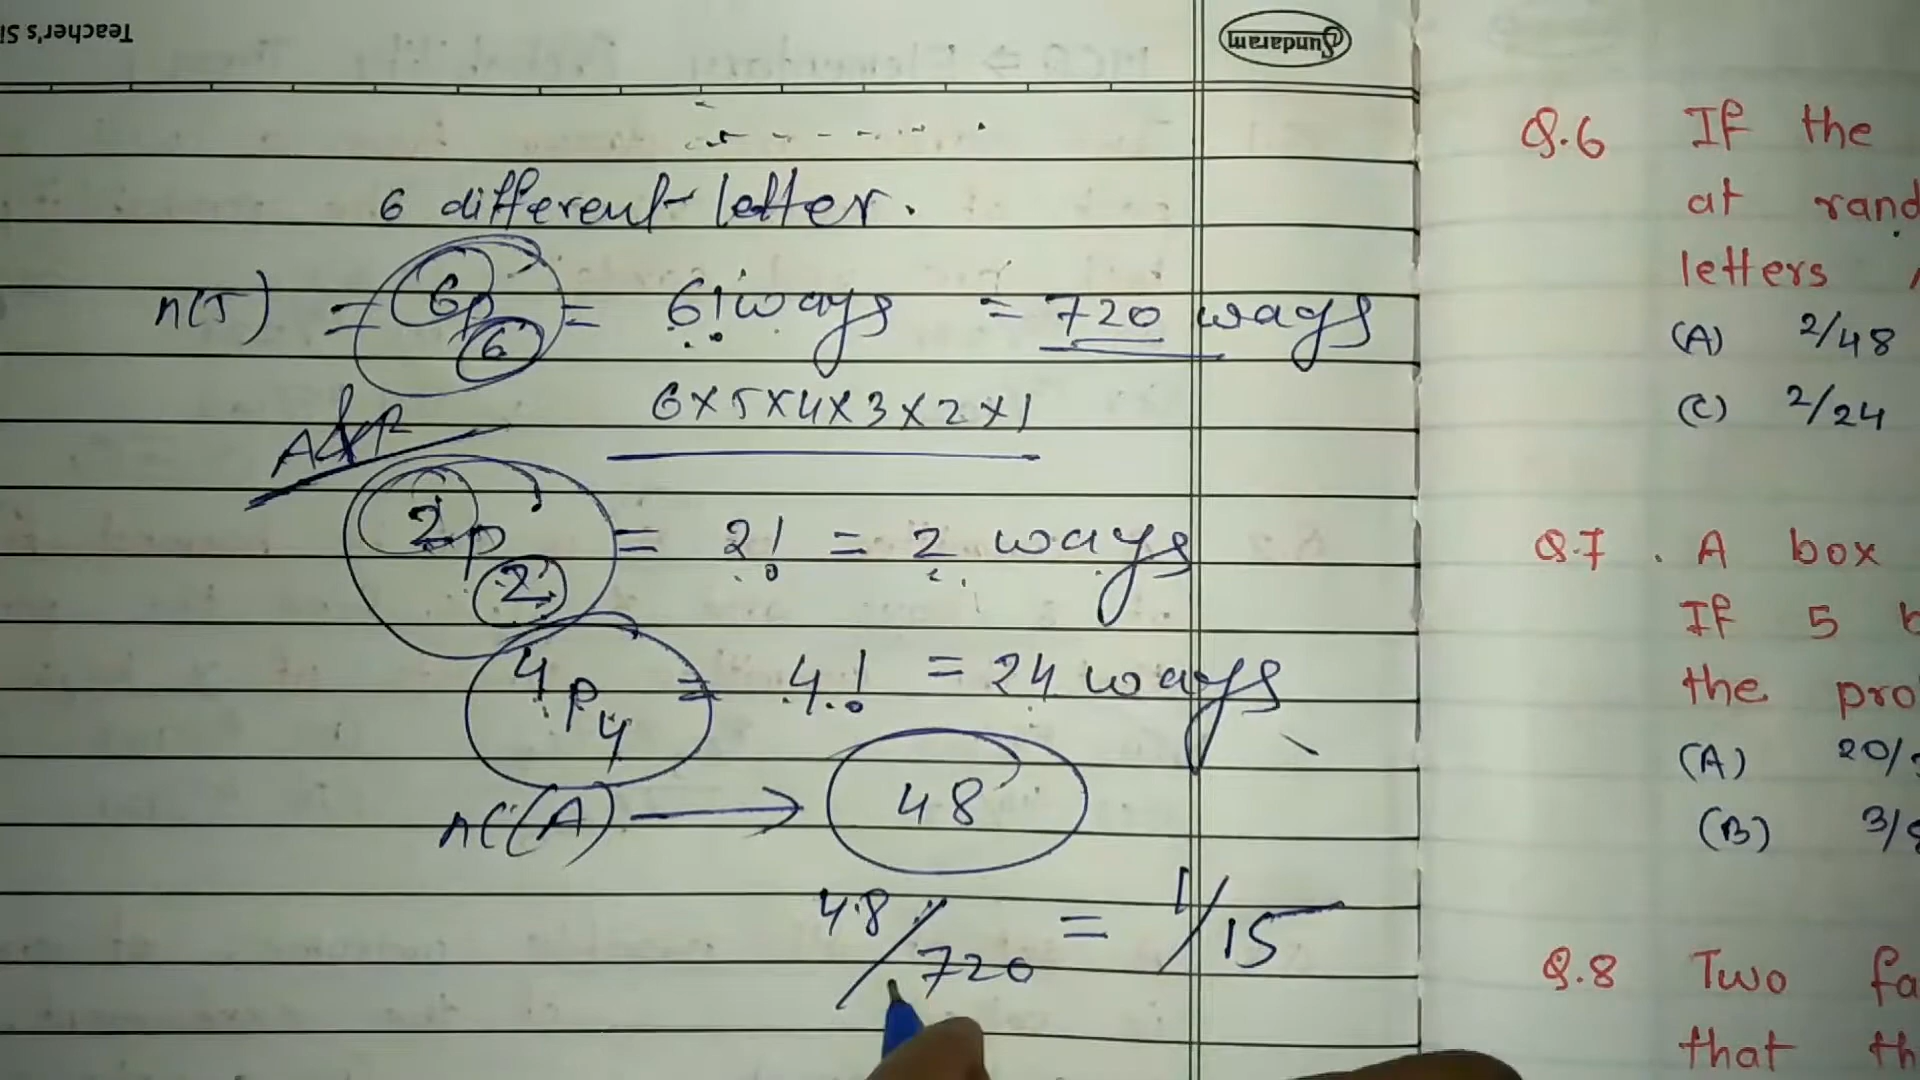 Teacher's Si
Sundaram
6 different letter.
n(S) = 6P6 = 6! ways = 720 ways
6×5×4×3×2×1
A&R
2P2 = 2! = 2 ways
4P4 = 4! = 24 ways
n(A) → 48
48/720 = 1/15
Q.6 If the
at rand
letters
(A) 2/48
(C) 2/24
Q.7 . A box
If 5 b
the pro
(A) 20/
(B) 3/
Q.8 Two fa
that th